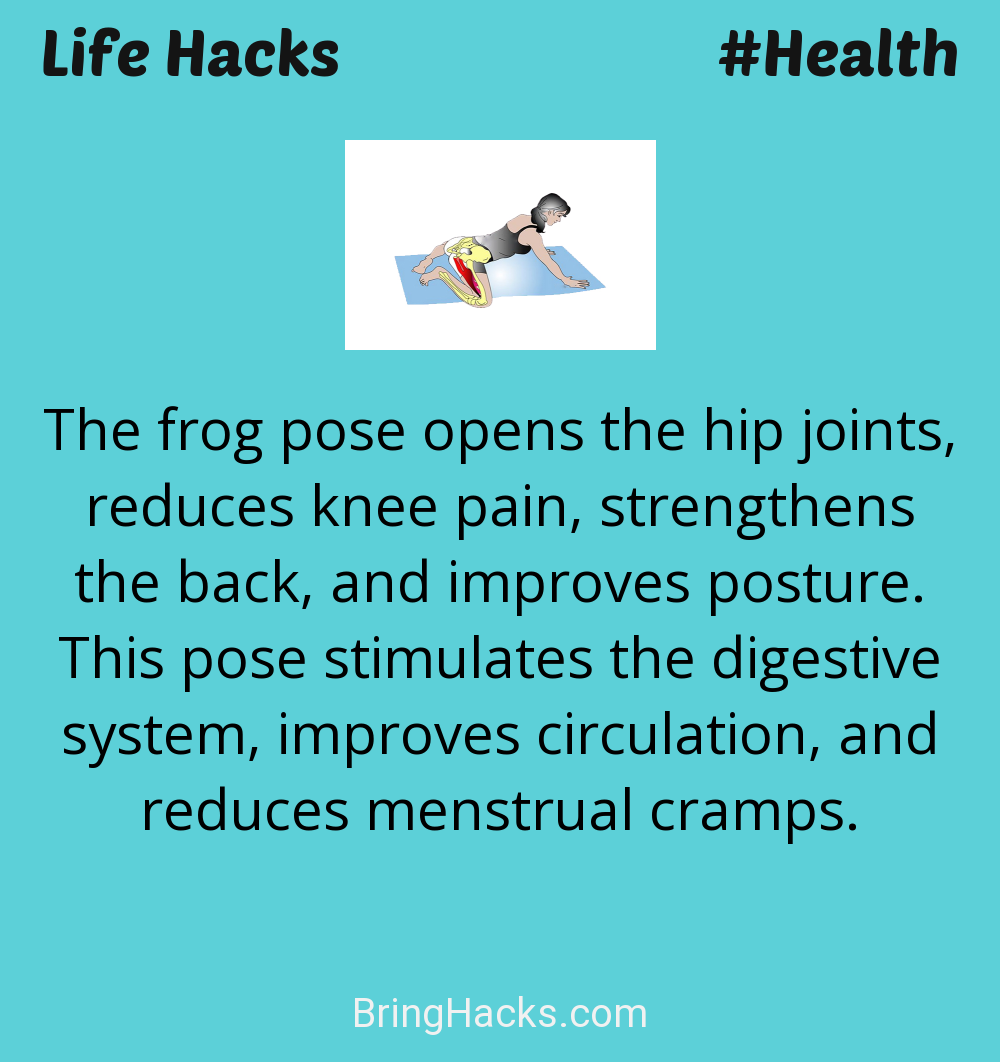 Life Hacks
#Health
The frog pose opens the hip joints,
reduces knee pain, strengthens
the back, and improves posture.
This pose stimulates the digestive
system, improves circulation, and
reduces menstrual cramps.
BringHacks.com